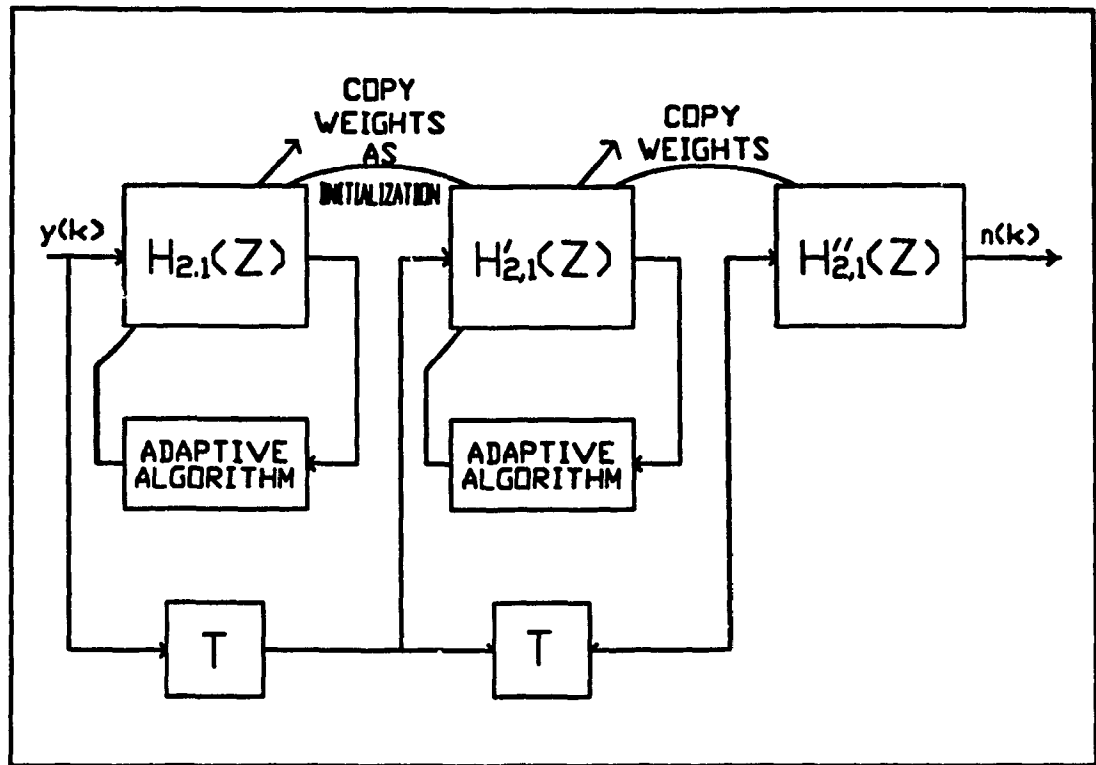 COPY
WEIGHTS
AS
INITIALIZATION
COPY
WEIGHTS
y(k)
H2.1(Z)
H'2,1(Z)
H''2,1(Z)
n(k)
ADAPTIVE
ALGORITHM
ADAPTIVE
ALGORITHM
T
T